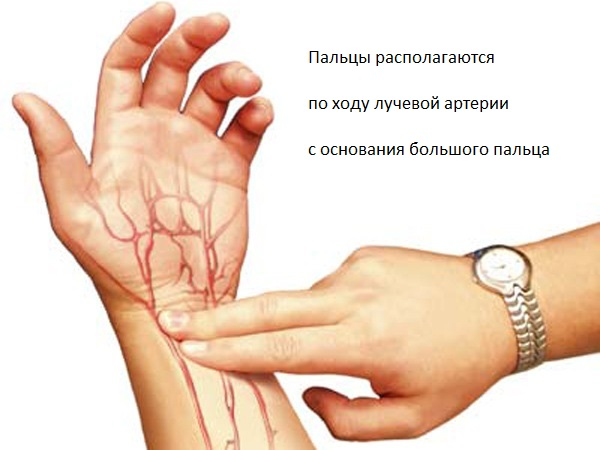 Пальцы располагаются
по ходу лучевой артерии
с основания большого пальца